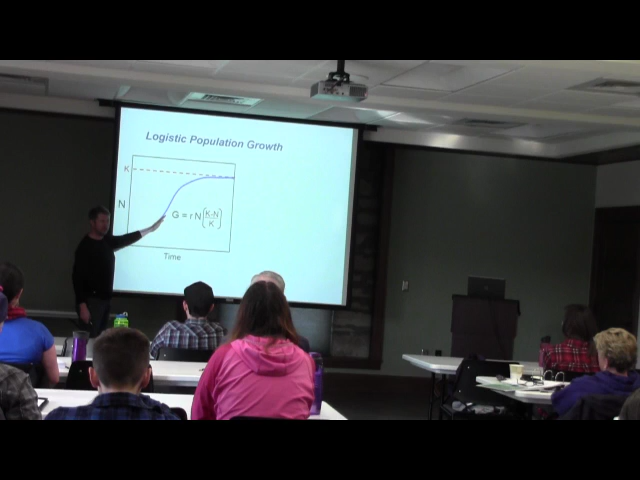 Logistic Population Growth
K
N
G = r N (K-N / K)
Time